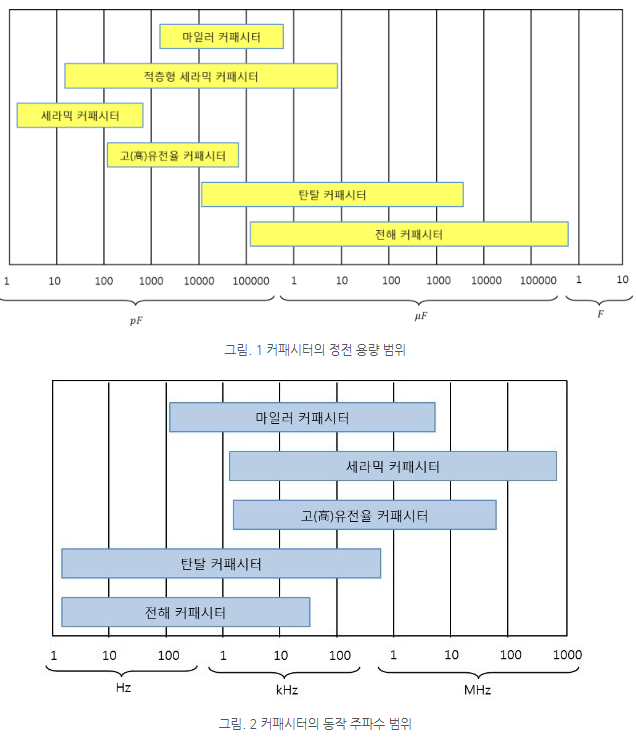 마일러 커패시터
적층형 세라믹 커패시터
세라믹 커패시터
고(高)유전율 커패시터
탄탈 커패시터
전해 커패시터
1 10 100 1000 10000 100000 1 10 100 1000 10000 100000 1 10
pF μF F
그림. 1 커패시터의 정전 용량 범위
마일러 커패시터
세라믹 커패시터
고(高)유전율 커패시터
탄탈 커패시터
전해 커패시터
1 10 100 1 10 100 1 10 100 1000
Hz kHz MHz
그림. 2 커패시터의 동작 주파수 범위